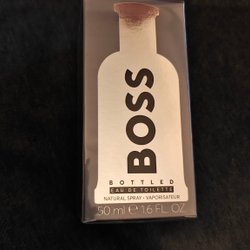 BOSS
BOTTLED
EAU DE TOILETTE
NATURAL SPRAY • VAPORISATEUR
50 ml e 1.6 FL. OZ.